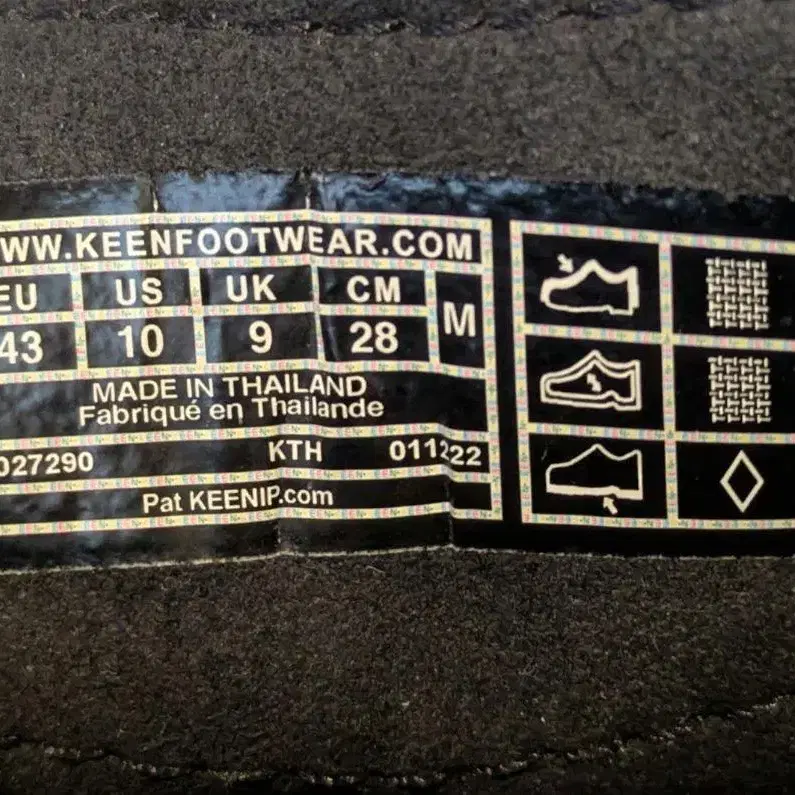 WW.KEENFOOTWEAR.COM
EU US UK CM M
43 10 9 28
MADE IN THAILAND
Fabriqué en Thailande
027290 KTH 011222
Pat KEENIP.com